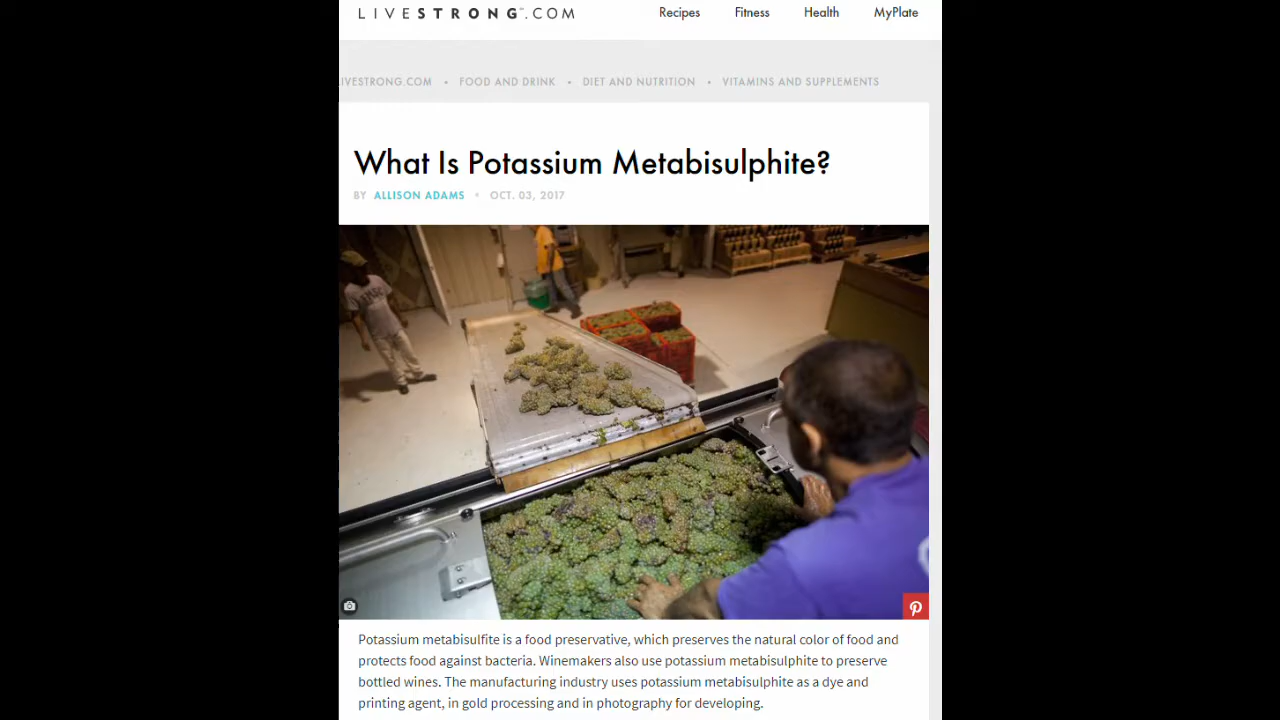 LIVESTRONG.COM
Recipes Fitness Health MyPlate
IVESTRONG.COM • FOOD AND DRINK • DIET AND NUTRITION • VITAMINS AND SUPPLEMENTS
What Is Potassium Metabisulphite?
BY ALLISON ADAMS • OCT. 03, 2017
Potassium metabisulfite is a food preservative, which preserves the natural color of food and
protects food against bacteria. Winemakers also use potassium metabisulphite to preserve
bottled wines. The manufacturing industry uses potassium metabisulphite as a dye and
printing agent, in gold processing and in photography for developing.